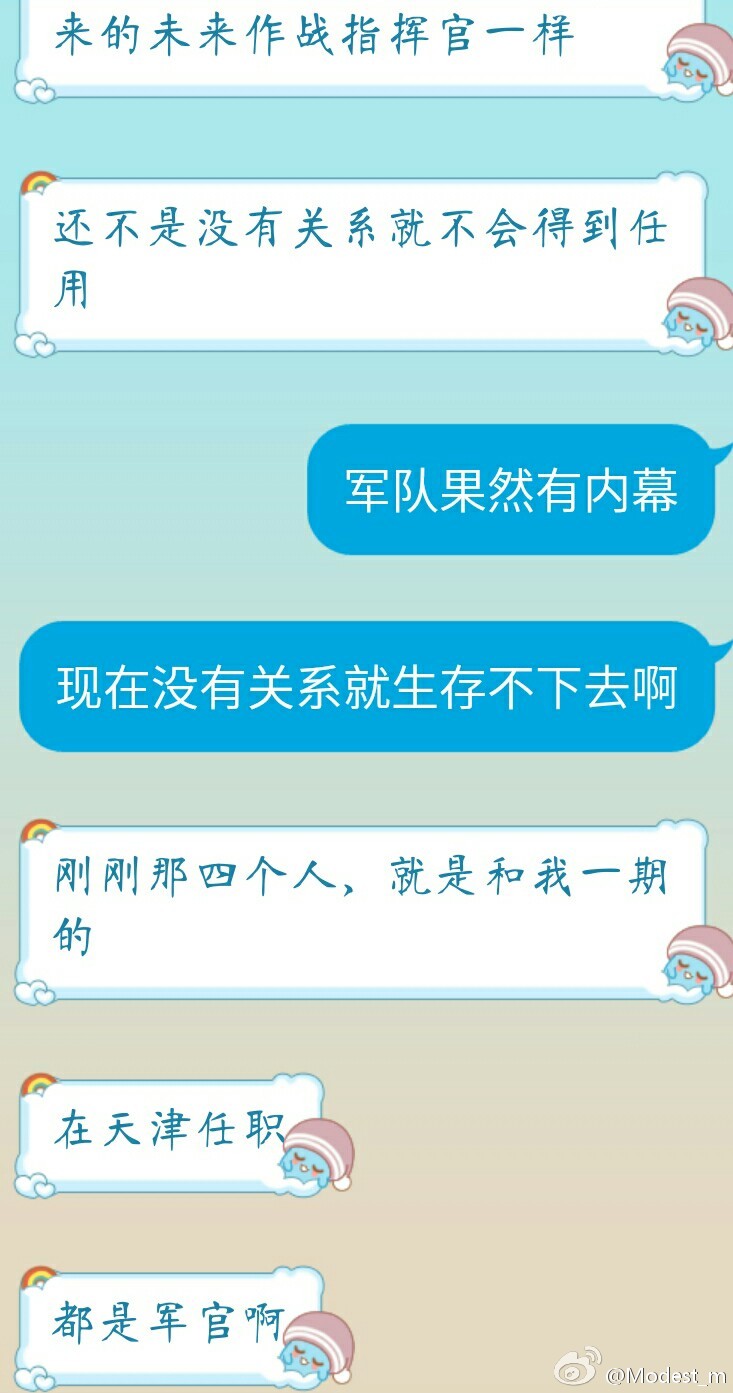 来的未来作战指挥官一样
还不是没有关系就不会得到任
用
军队果然有内幕
现在没有关系就生存不下去啊
刚刚那四个人，就是和我一期
的
在天津任职
都是军官啊
@Modest_m